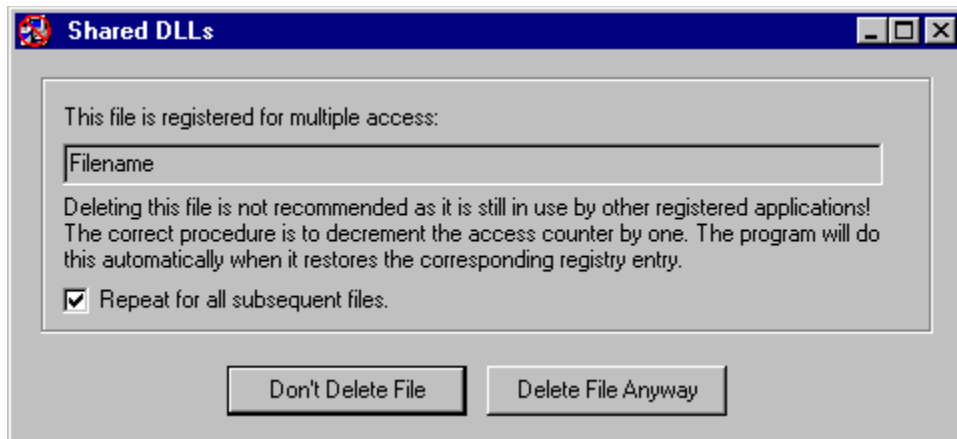 Shared DLLs
This file is registered for multiple access:
Filename
Deleting this file is not recommended as it is still in use by other registered applications!
The correct procedure is to decrement the access counter by one. The program will do
this automatically when it restores the corresponding registry entry.
Repeat for all subsequent files.
Don't Delete File
Delete File Anyway